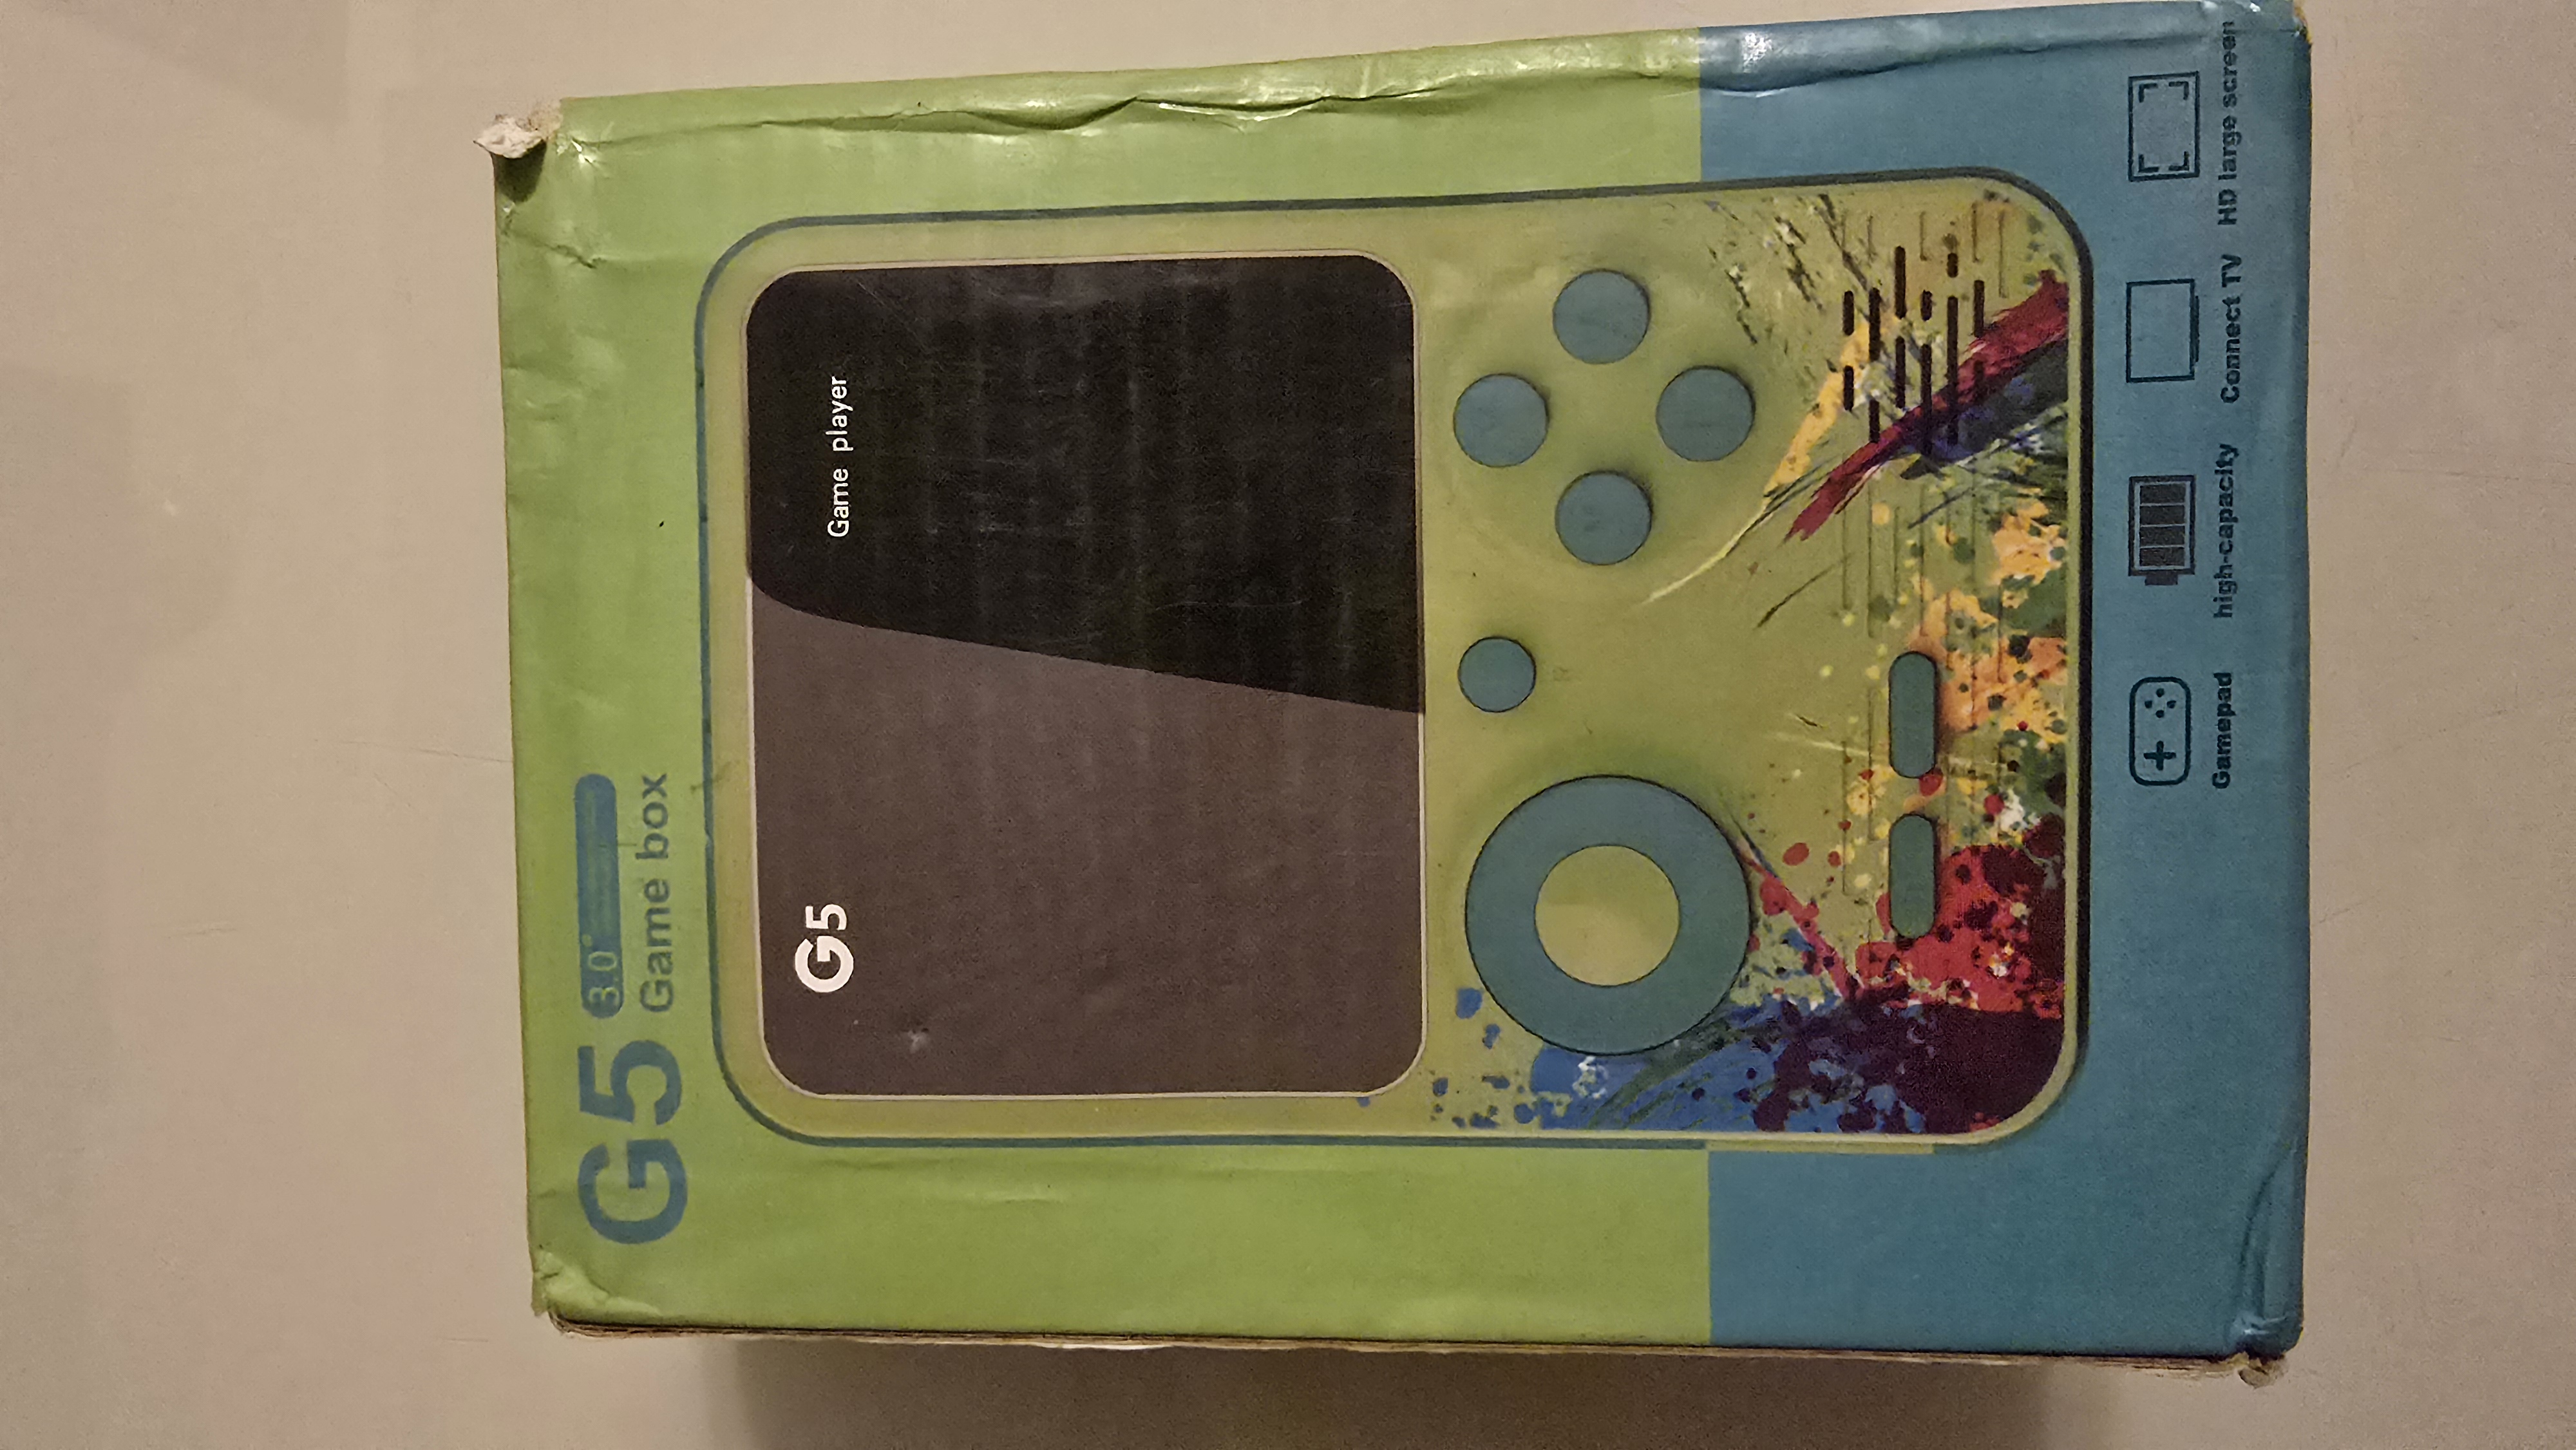 G5 3.0"
Game box
G5 Game player
Gamepad high-capacity Connect TV HD large screen